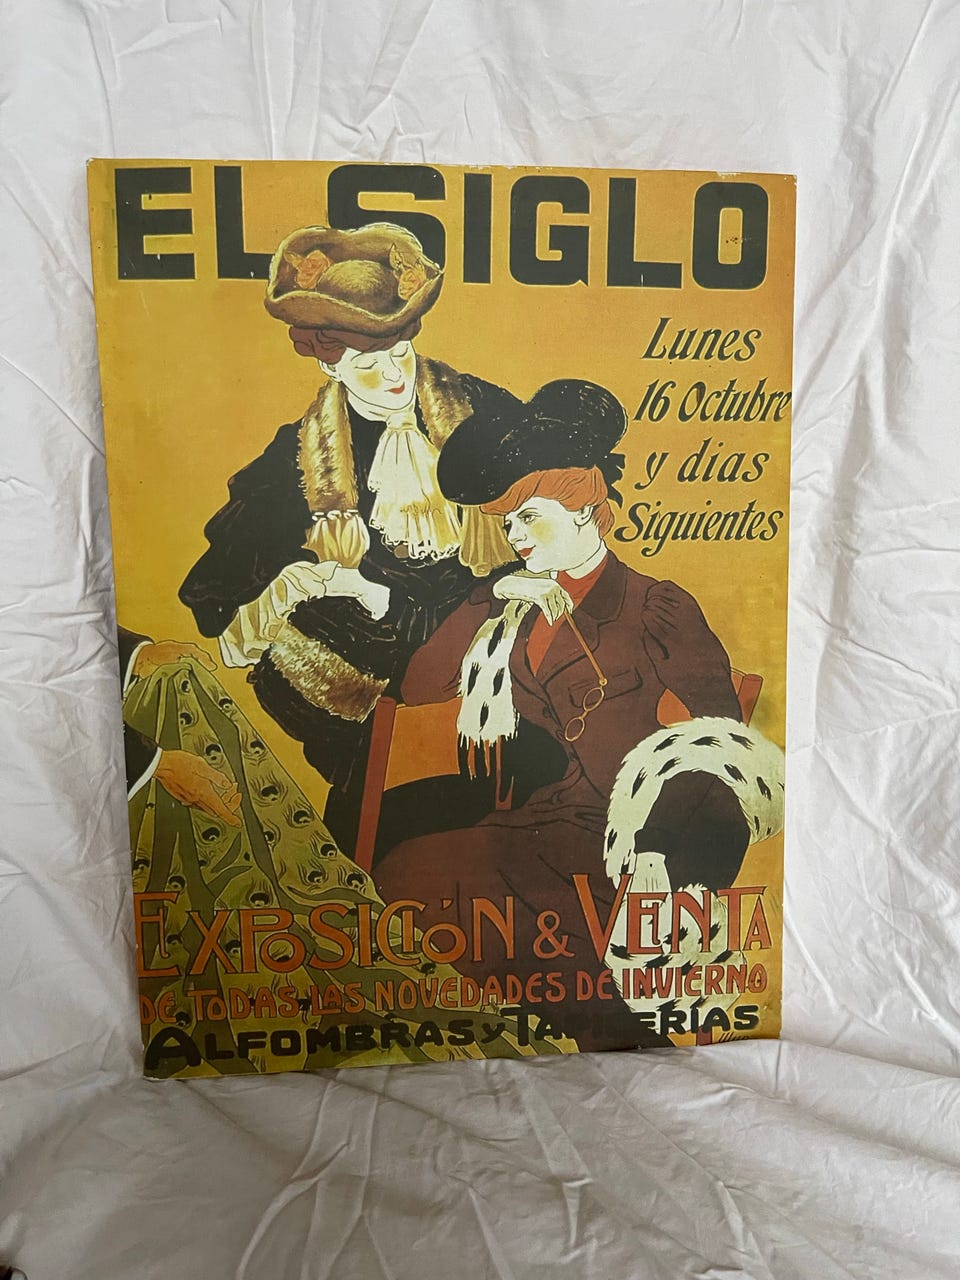 EL SIGLO
Lunes
16 Octubre
y dias
Siguientes
EXPOSICIÓN & VENTA
DE TODAS LAS NOVEDADES DE INVIERNO
ALFOMBRAS y TAPICERIAS